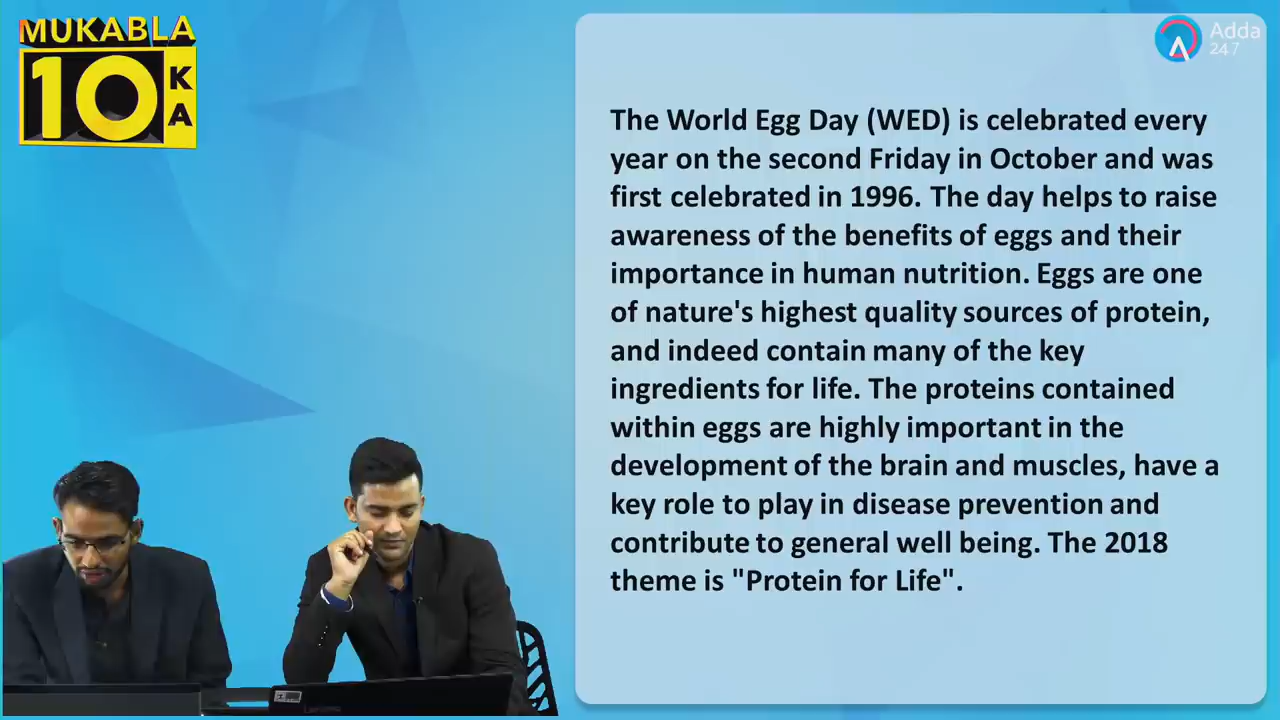 MUKABLA
10
KA
Adda
247
The World Egg Day (WED) is celebrated every
year on the second Friday in October and was
first celebrated in 1996. The day helps to raise
awareness of the benefits of eggs and their
importance in human nutrition. Eggs are one
of nature's highest quality sources of protein,
and indeed contain many of the key
ingredients for life. The proteins contained
within eggs are highly important in the
development of the brain and muscles, have a
key role to play in disease prevention and
contribute to general well being. The 2018
theme is "Protein for Life".